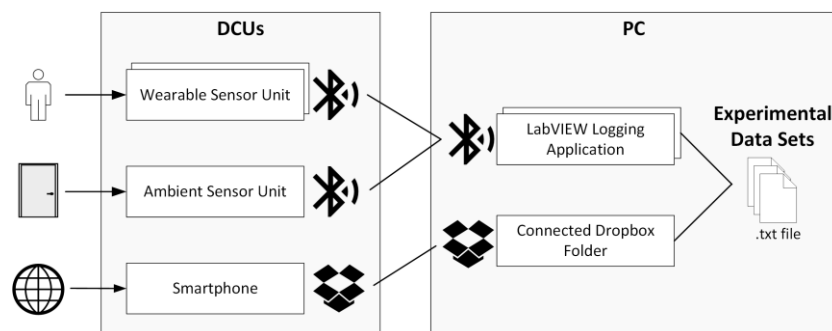 DCUs
PC
Wearable Sensor Unit
LabVIEW Logging
Application
Experimental
Data Sets
Ambient Sensor Unit
.txt file
Connected Dropbox
Folder
Smartphone